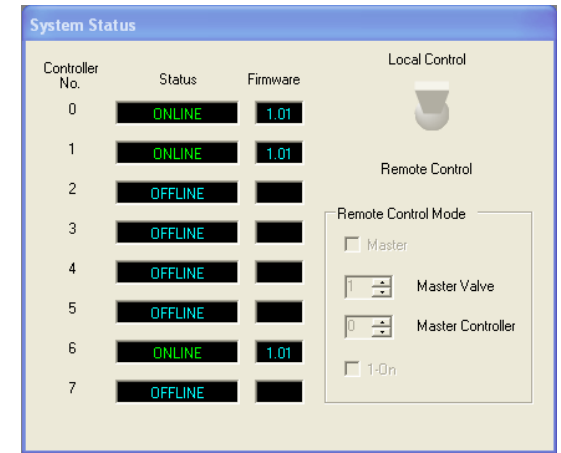 System Status
Controller No.
Status
Firmware
0 ONLINE 1.01
1 ONLINE 1.01
2 OFFLINE
3 OFFLINE
4 OFFLINE
5 OFFLINE
6 ONLINE 1.01
7 OFFLINE
Local Control
Remote Control
Remote Control Mode
Master
1 Master Valve
0 Master Controller
1-On